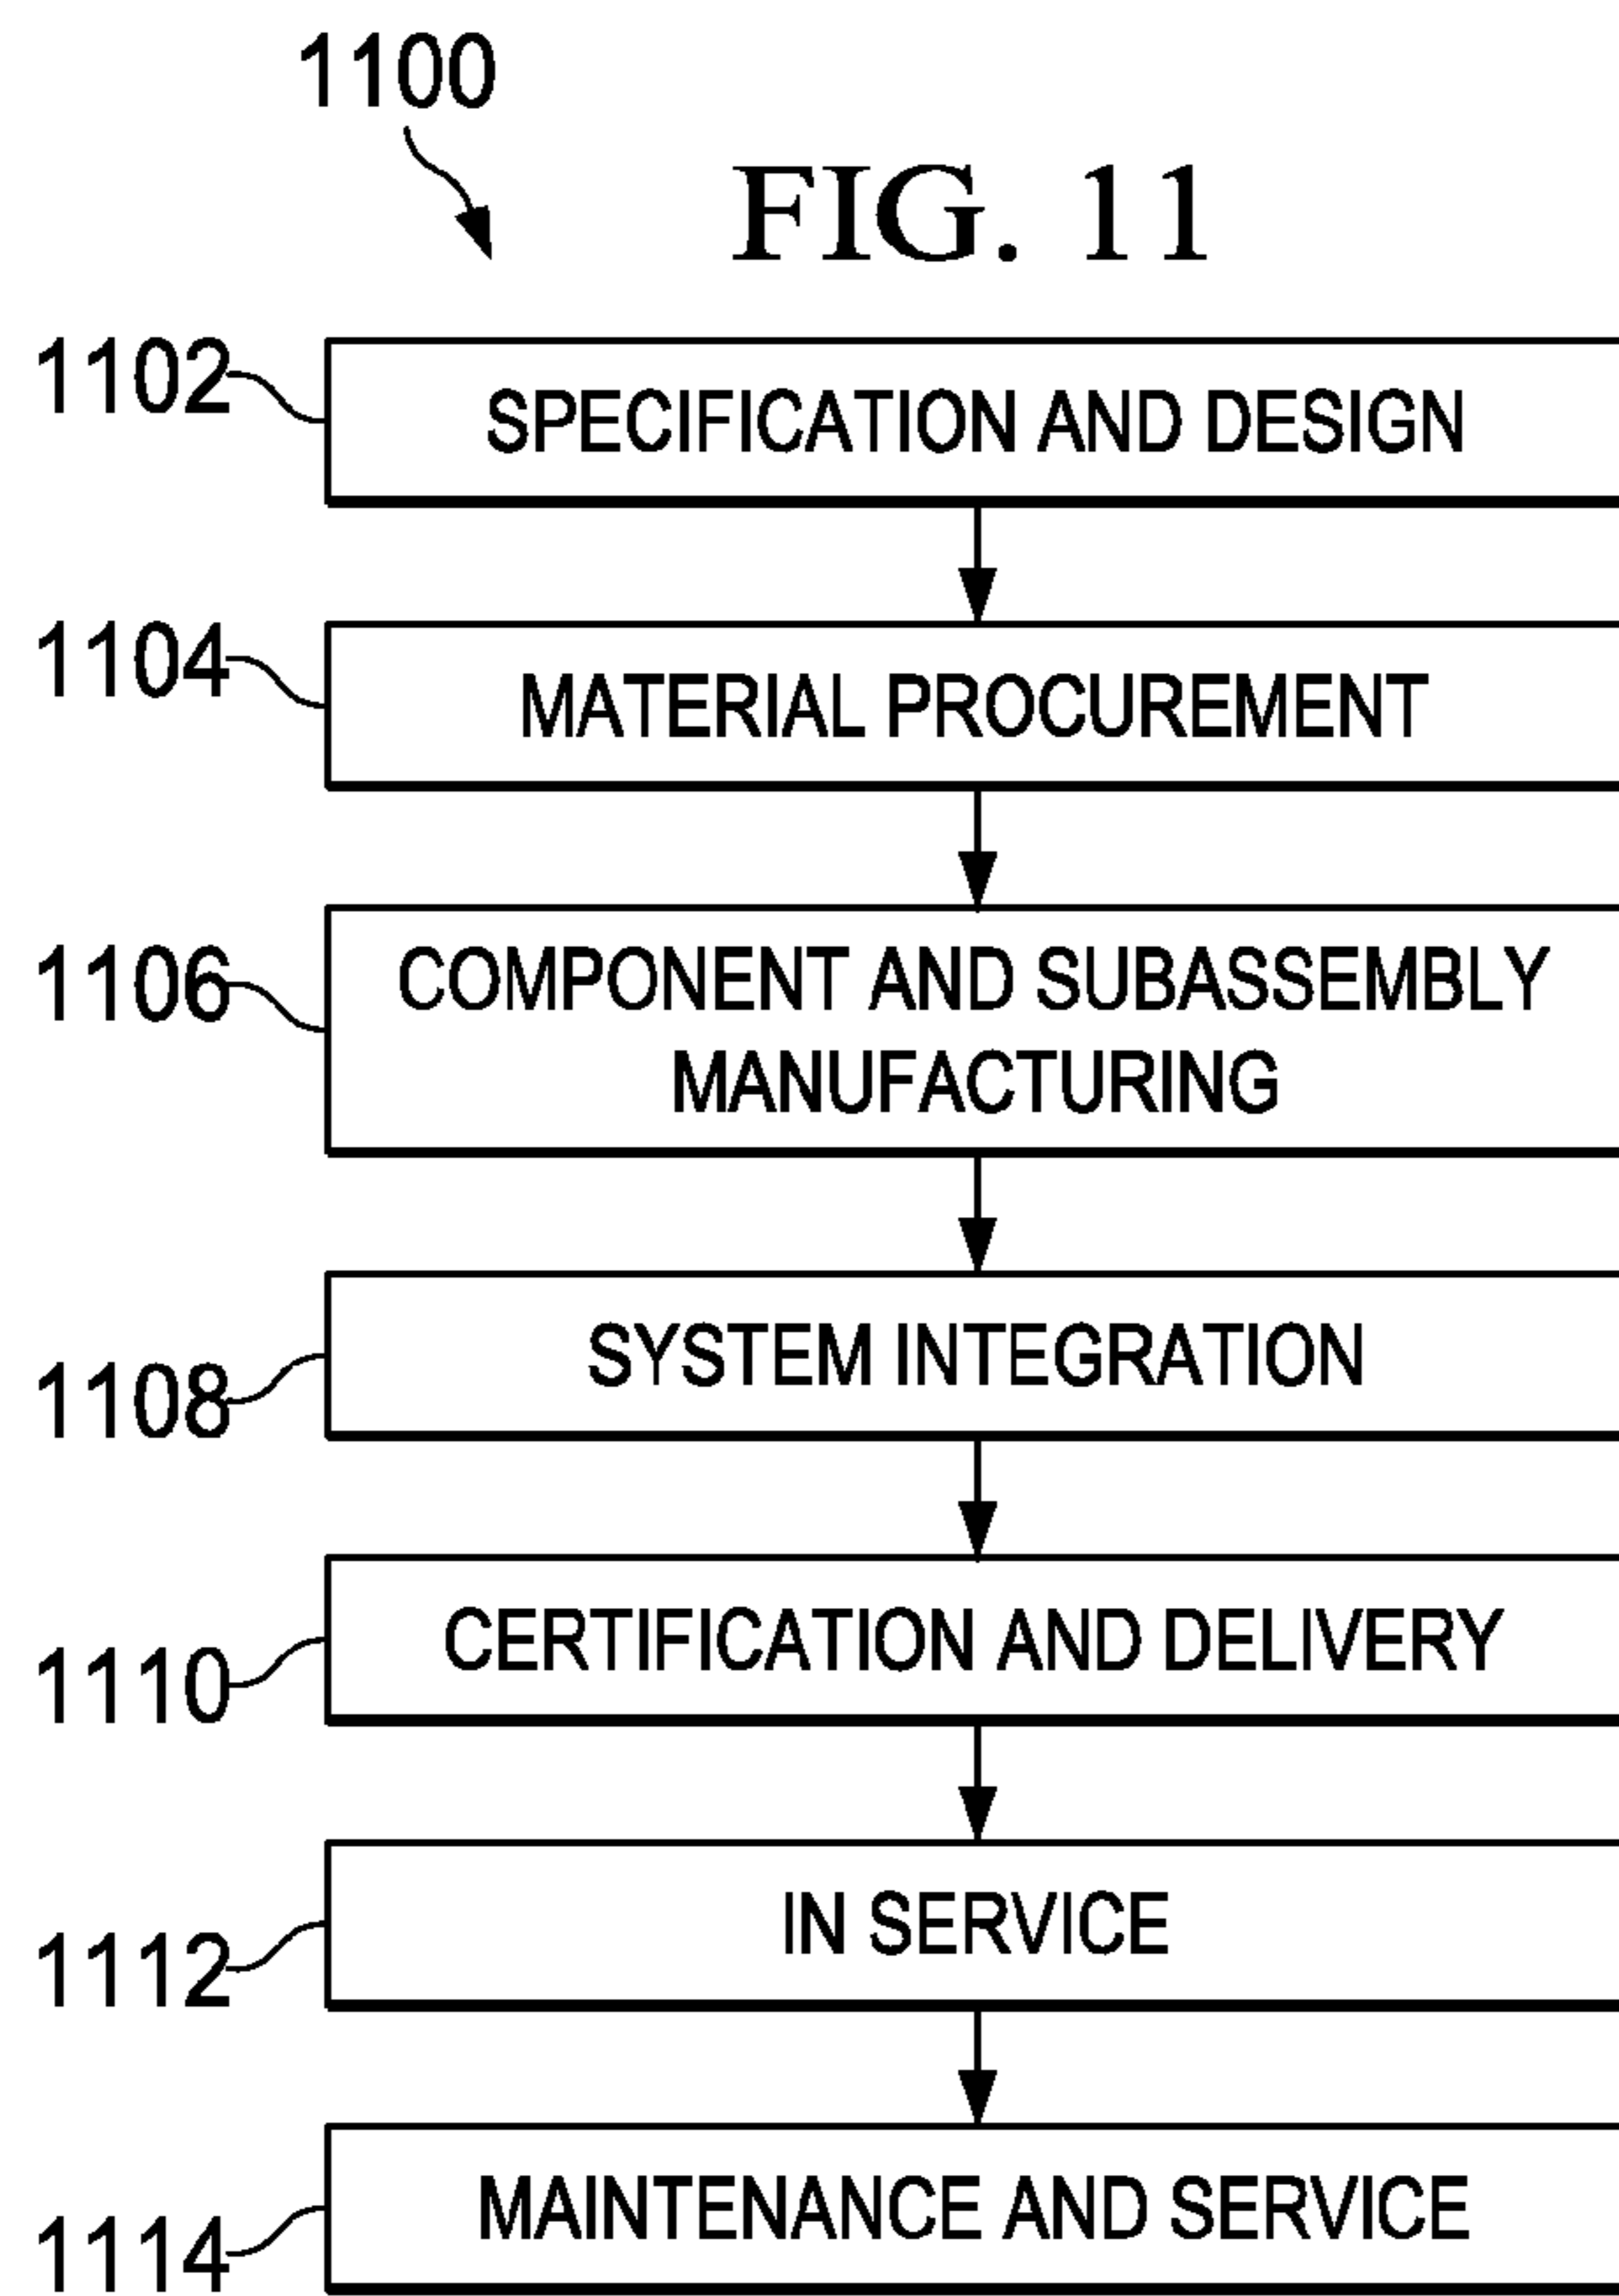 1100
FIG. 11
1102
SPECIFICATION AND DESIGN
1104
MATERIAL PROCUREMENT
1106
COMPONENT AND SUBASSEMBLY
MANUFACTURING
1108
SYSTEM INTEGRATION
1110
CERTIFICATION AND DELIVERY
1112
IN SERVICE
1114
MAINTENANCE AND SERVICE